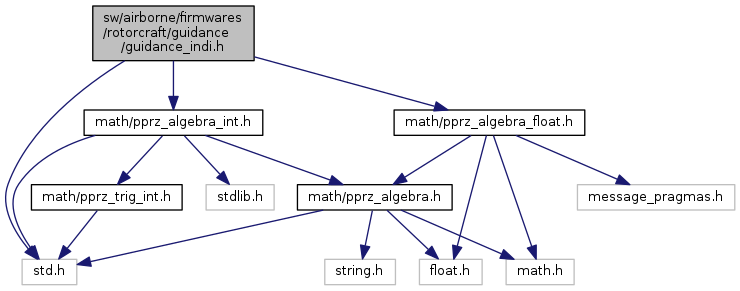 sw/airborne/firmwares
/rotorcraft/guidance
/guidance_indi.h
math/pprz_algebra_int.h
math/pprz_algebra_float.h
math/pprz_trig_int.h
stdlib.h
math/pprz_algebra.h
message_pragmas.h
std.h
string.h
float.h
math.h